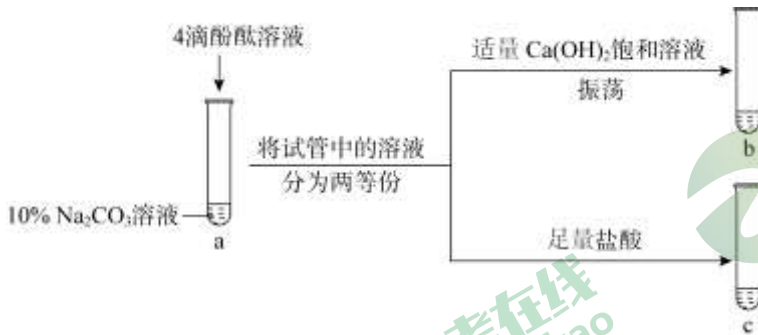 4滴酚酞溶液
适量 Ca(OH)₂饱和溶液
振荡
b
将试管中的溶液
分为两等份
10% Na₂CO₃溶液
a
足量盐酸
c